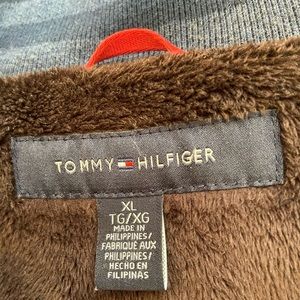 TOMMY HILFIGER
XL
TG/XG
MADE IN
PHILIPPINES/
FABRIQUÉ AUX
PHILIPPINES/
HECHO EN
FILIPINAS